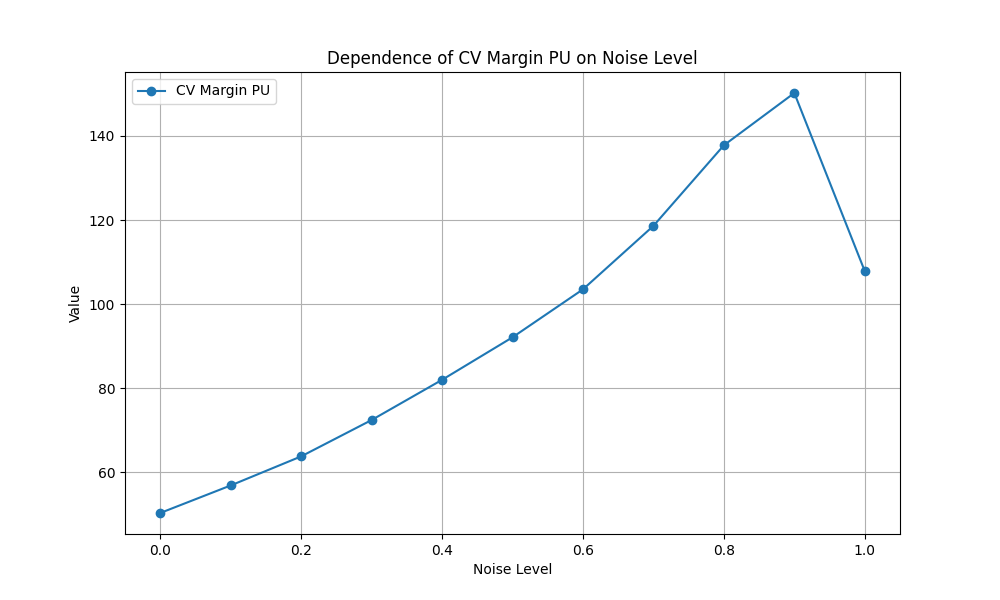 Dependence of CV Margin PU on Noise Level
CV Margin PU
140
120
100
80
60
Value
0.0 0.2 0.4 0.6 0.8 1.0
Noise Level